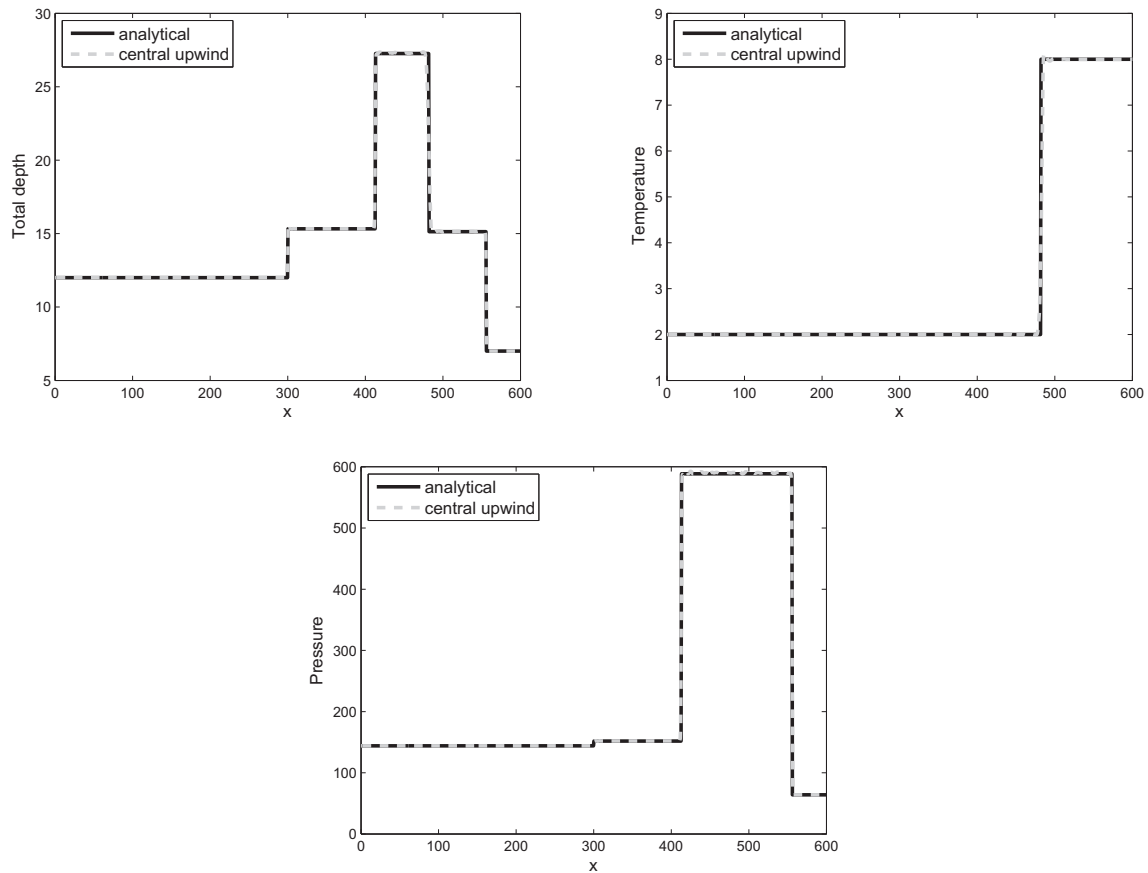 30
25
20
15
10
5
0 100 200 300 400 500 600
x
Total depth
analytical
central upwind
9
8
7
6
5
4
3
2
1
0 100 200 300 400 500 600
x
Temperature
analytical
central upwind
600
500
400
300
200
100
0
0 100 200 300 400 500 600
x
Pressure
analytical
central upwind